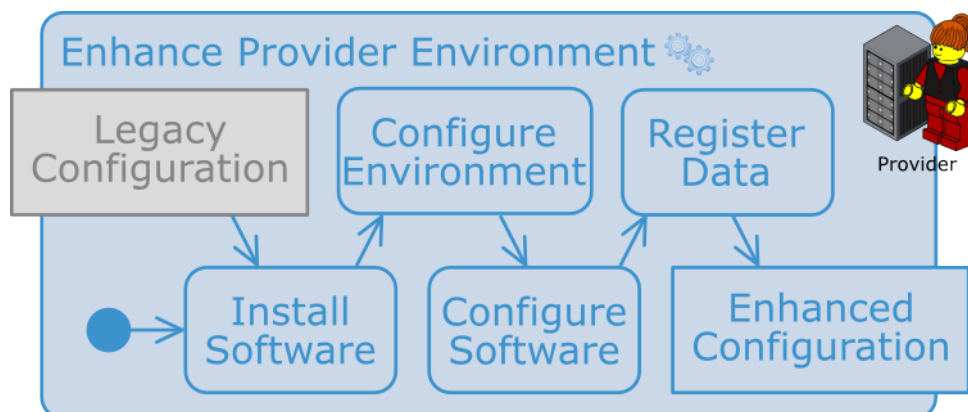 Enhance Provider Environment
Legacy
Configuration
Configure
Environment
Register
Data
Provider
Install
Software
Configure
Software
Enhanced
Configuration